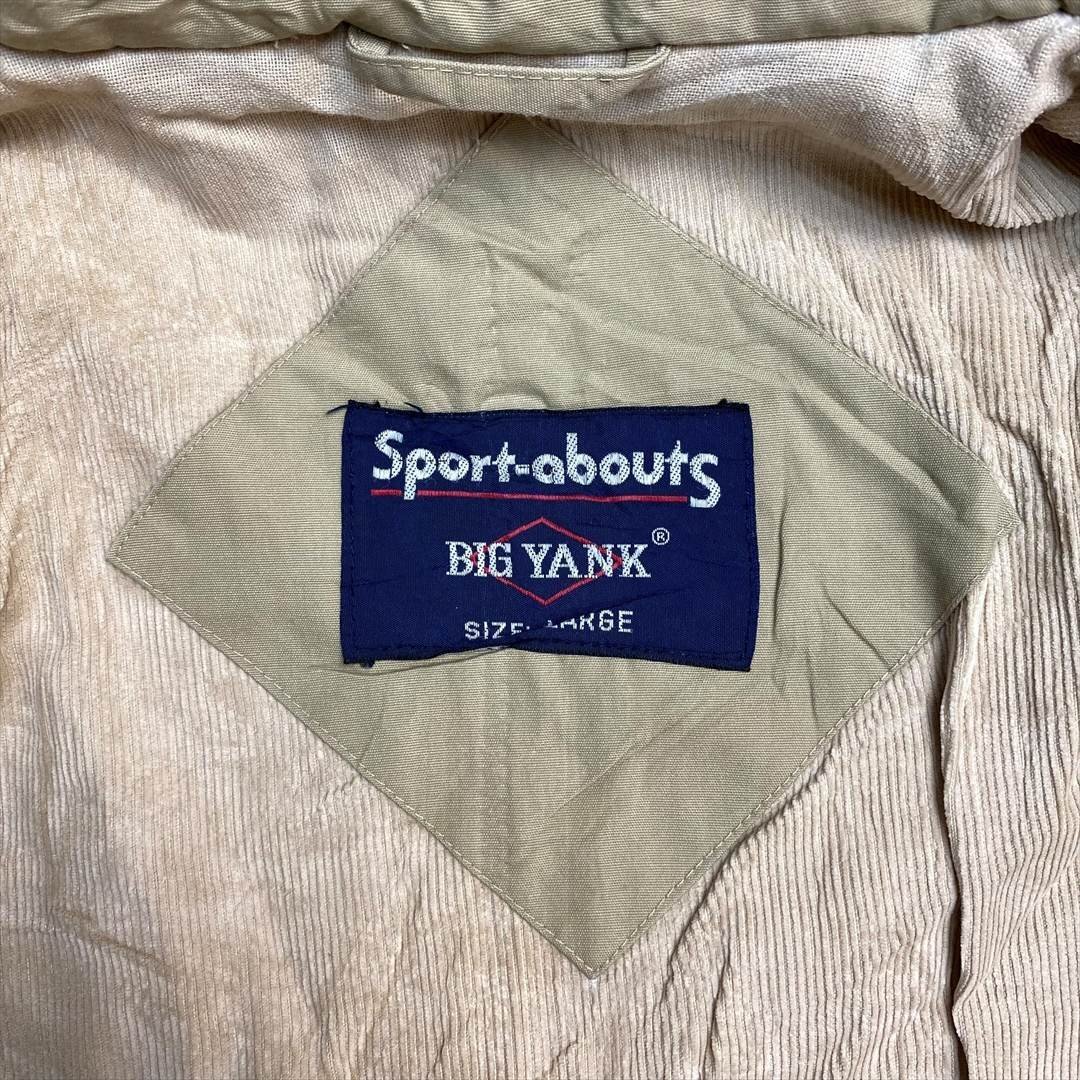 Sport-abouts
BIG YANK®
SIZE: LARGE